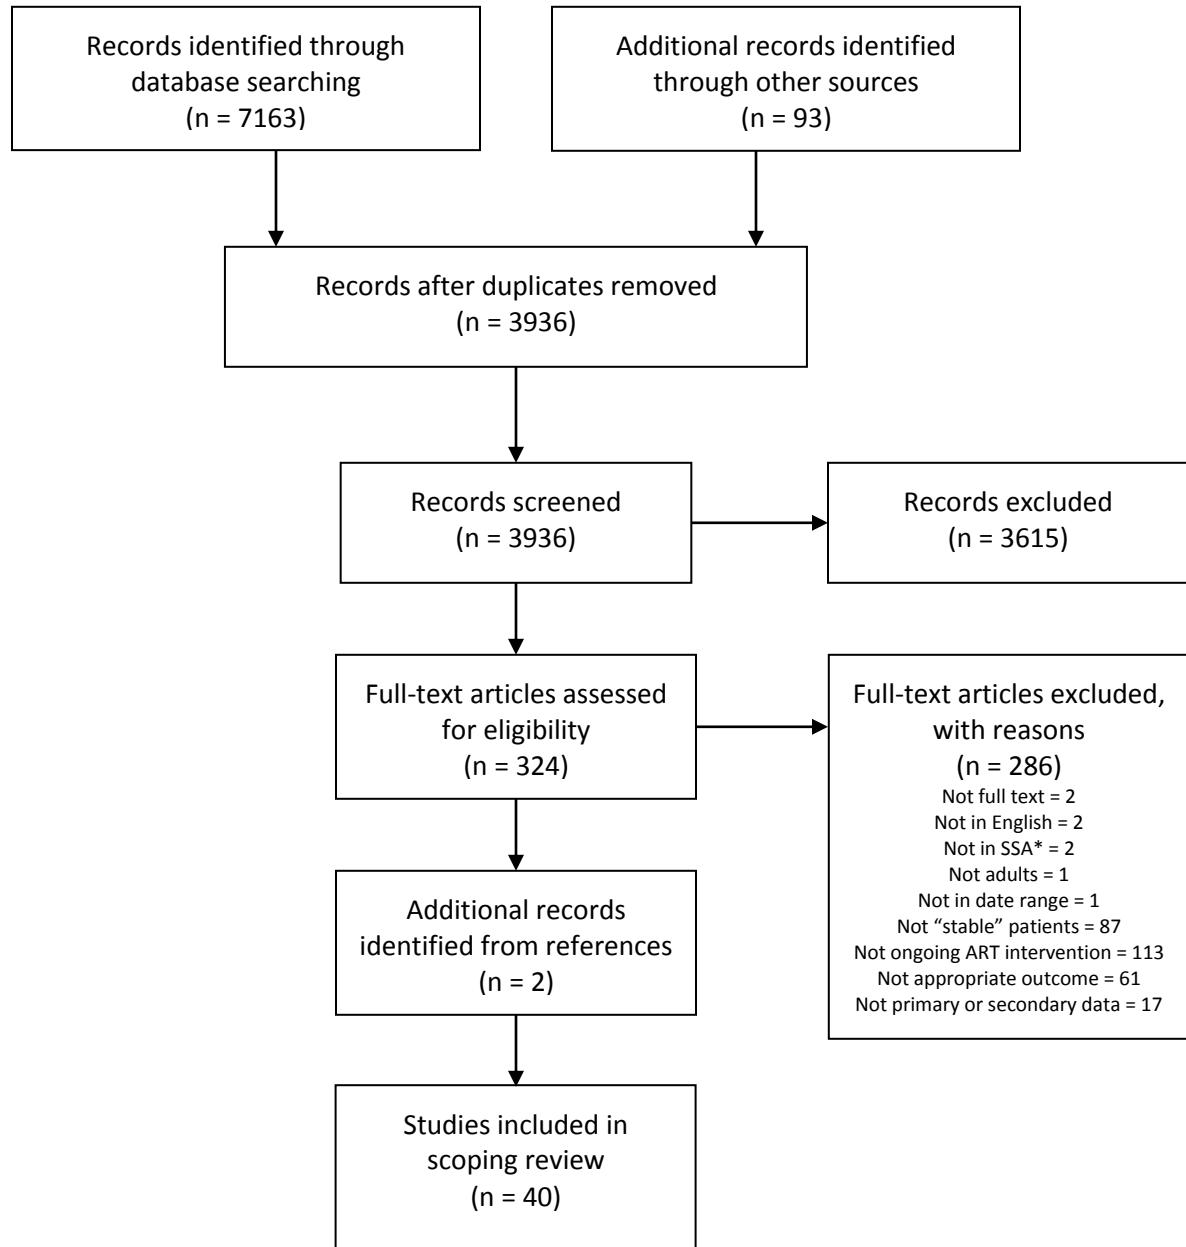 Records identified through
database searching
(n = 7163)
Additional records identified
through other sources
(n = 93)
Records after duplicates removed
(n = 3936)
Records screened
(n = 3936)
Records excluded
(n = 3615)
Full-text articles assessed
for eligibility
(n = 324)
Full-text articles excluded,
with reasons
(n = 286)
Not full text = 2
Not in English = 2
Not in SSA* = 2
Not adults = 1
Not in date range = 1
Not “stable” patients = 87
Not ongoing ART intervention = 113
Not appropriate outcome = 61
Not primary or secondary data = 17
Additional records
identified from references
(n = 2)
Studies included in
scoping review
(n = 40)